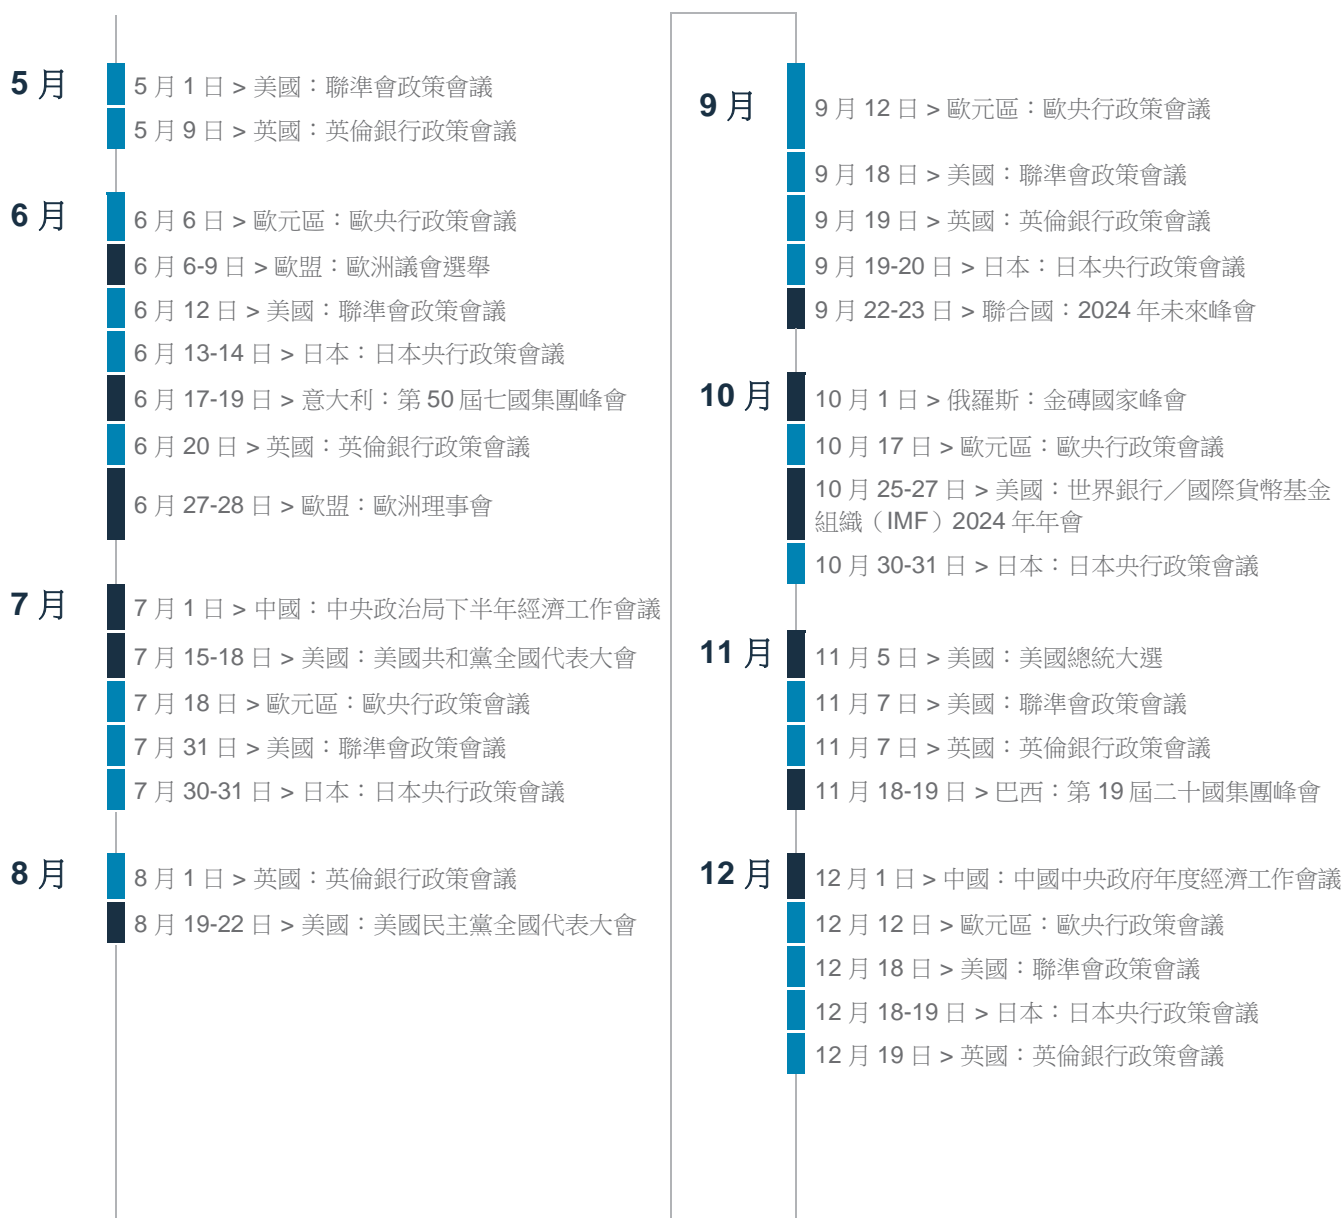 5 月
5 月 1 日 > 美國：聯準會政策會議
5 月 9 日 > 英國：英倫銀行政策會議
6 月
6 月 6 日 > 歐元區：歐央行政策會議
6 月 6-9 日 > 歐盟：歐洲議會選舉
6 月 12 日 > 美國：聯準會政策會議
6 月 13-14 日 > 日本：日本央行政策會議
6 月 17-19 日 > 意大利：第 50 屆七國集團峰會
6 月 20 日 > 英國：英倫銀行政策會議
6 月 27-28 日 > 歐盟：歐洲理事會
7 月
7 月 1 日 > 中國：中央政治局下半年經濟工作會議
7 月 15-18 日 > 美國：美國共和黨全國代表大會
7 月 18 日 > 歐元區：歐央行政策會議
7 月 31 日 > 美國：聯準會政策會議
7 月 30-31 日 > 日本：日本央行政策會議
8 月
8 月 1 日 > 英國：英倫銀行政策會議
8 月 19-22 日 > 美國：美國民主黨全國代表大會
9 月
9 月 12 日 > 歐元區：歐央行政策會議
9 月 18 日 > 美國：聯準會政策會議
9 月 19 日 > 英國：英倫銀行政策會議
9 月 19-20 日 > 日本：日本央行政策會議
9 月 22-23 日 > 聯合國：2024 年未來峰會
10 月
10 月 1 日 > 俄羅斯：金磚國家峰會
10 月 17 日 > 歐元區：歐央行政策會議
10 月 25-27 日 > 美國：世界銀行／國際貨幣基金
組織（IMF）2024 年年會
10 月 30-31 日 > 日本：日本央行政策會議
11 月
11 月 5 日 > 美國：美國總統大選
11 月 7 日 > 美國：聯準會政策會議
11 月 7 日 > 英國：英倫銀行政策會議
11 月 18-19 日 > 巴西：第 19 屆二十國集團峰會
12 月
12 月 1 日 > 中國：中國中央政府年度經濟工作會議
12 月 12 日 > 歐元區：歐央行政策會議
12 月 18 日 > 美國：聯準會政策會議
12 月 18-19 日 > 日本：日本央行政策會議
12 月 19 日 > 英國：英倫銀行政策會議